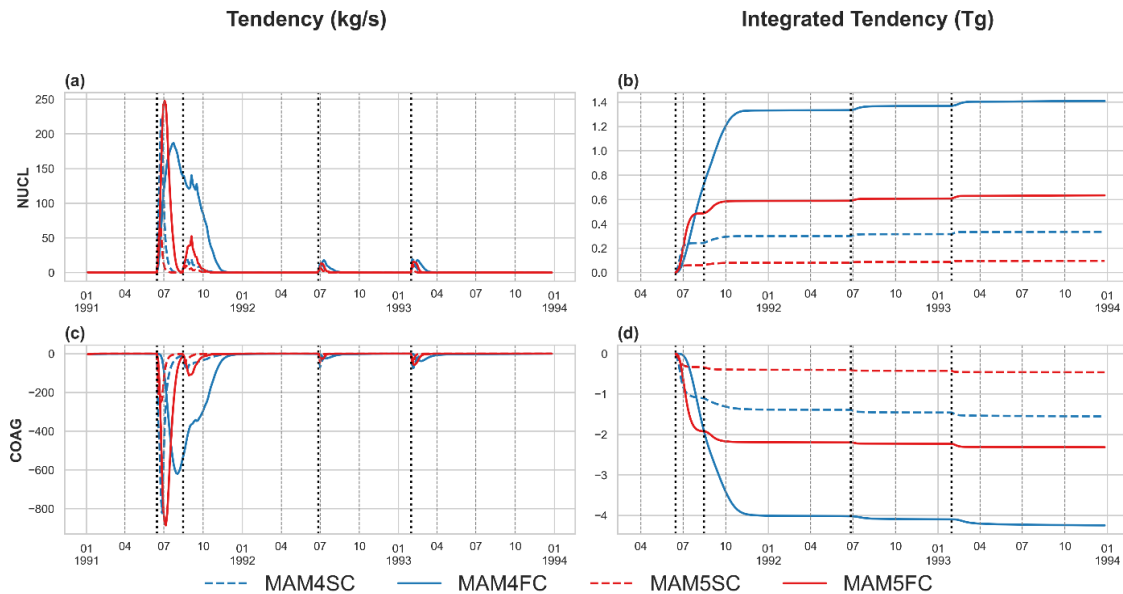 Tendency (kg/s) Integrated Tendency (Tg)
(a) (b)
NUCL
250
200
150
100
50
0
01 04 07 10 01 04 07 10 01 04 07 10 01
1991 1992 1993 1994
1.4
1.2
1.0
0.8
0.6
0.4
0.2
0.0
04 07 10 01 04 07 10 01 04 07 10 01
1992 1993 1994
(c) (d)
COAG
0
−200
−400
−600
−800
01 04 07 10 01 04 07 10 01 04 07 10 01
1991 1992 1993 1994
0
−1
−2
−3
−4
04 07 10 01 04 07 10 01 04 07 10 01
1992 1993 1994
MAM4SC MAM4FC MAM5SC MAM5FC